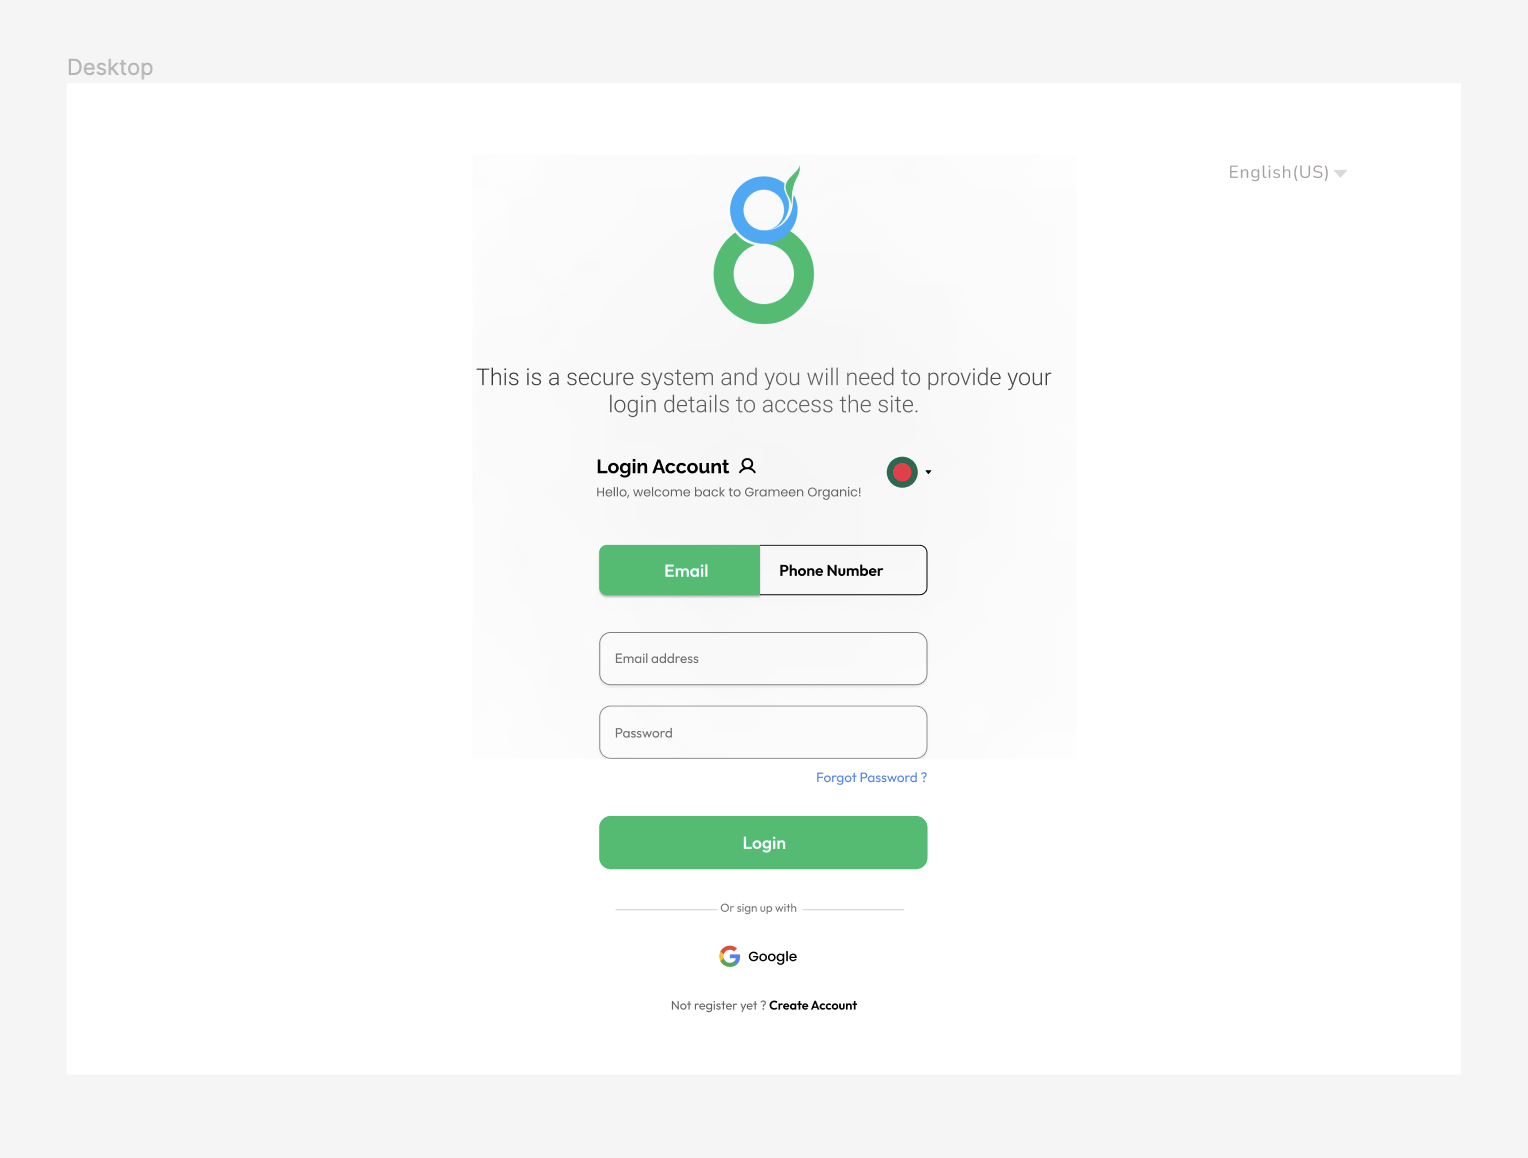 Desktop
English(US)
This is a secure system and you will need to provide your
login details to access the site.
Login Account
Hello, welcome back to Grameen Organic!
Email
Phone Number
Email address
Password
Forgot Password ?
Login
Or sign up with
Google
Not register yet ? Create Account